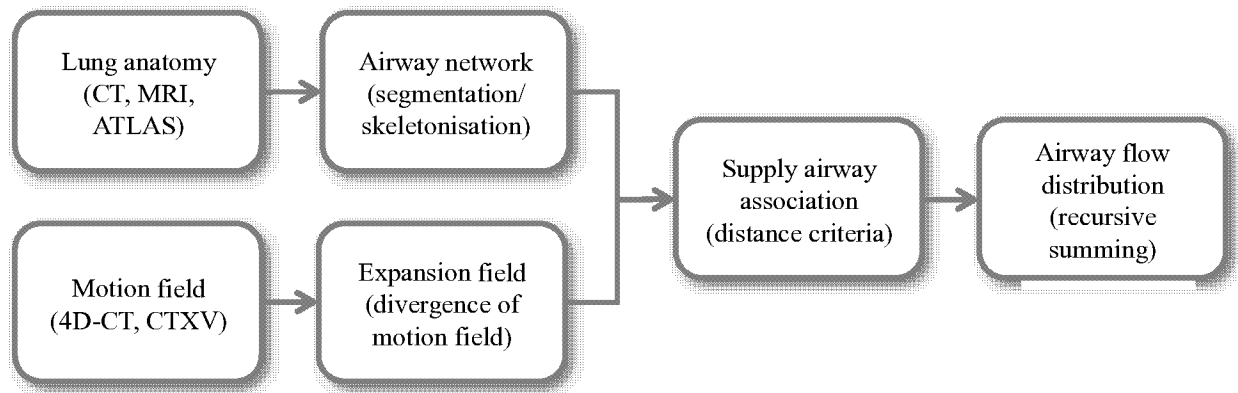 Lung anatomy
(CT, MRI,
ATLAS)
Airway network
(segmentation/
skeletonisation)
Motion field
(4D-CT, CTXV)
Expansion field
(divergence of
motion field)
Supply airway
association
(distance criteria)
Airway flow
distribution
(recursive
summing)